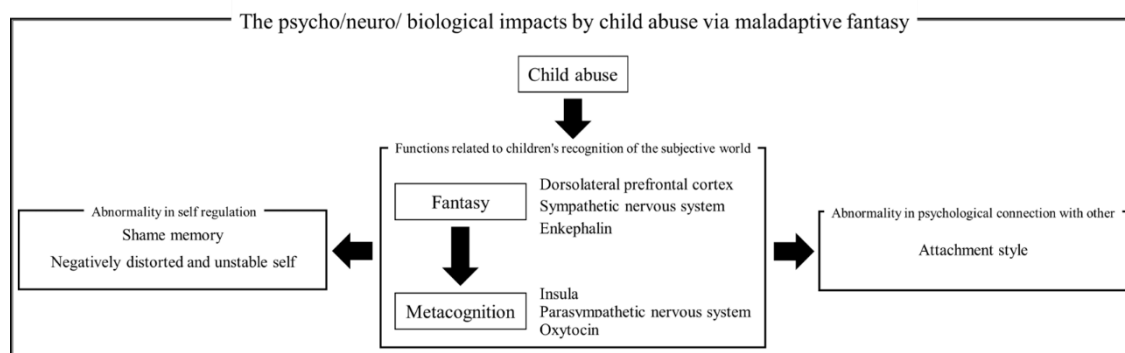 The psycho/neuro/ biological impacts by child abuse via maladaptive fantasy
Child abuse
Functions related to children's recognition of the subjective world
Fantasy
Dorsolateral prefrontal cortex
Sympathetic nervous system
Enkephalin
Metacognition
Insula
Parasympathetic nervous system
Oxytocin
Abnormality in self regulation
Shame memory
Negatively distorted and unstable self
Abnormality in psychological connection with other
Attachment style